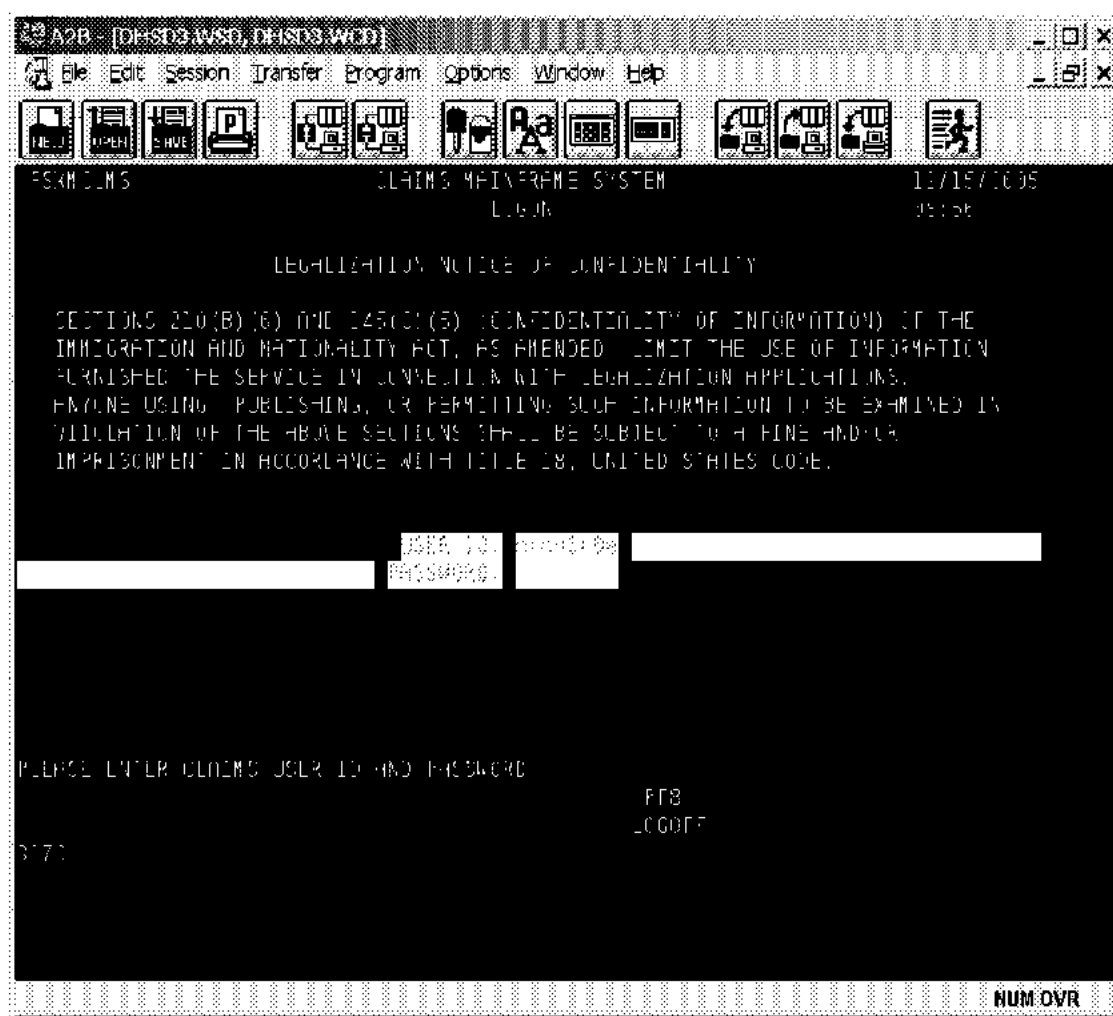 A2B - [DHSD3.WSD, DHSD3.WCD]
File Edit Session Transfer Program Options Window Help
NEW OPEN SAVE P
CLAIMS MAINFRAME SYSTEM
LOGON
LEGALIZATION NOTICE OF CONFIDENTIALITY
SECTIONS 210(B)(6) AND 245(C)(5) (CONFIDENTIALITY OF INFORMATION) OF THE
IMMIGRATION AND NATIONALITY ACT, AS AMENDED LIMIT THE USE OF INFORMATION
FURNISHED THE SERVICE IN CONNECTION WITH LEGALIZATION APPLICATIONS.
ANYONE USING PUBLISHING, OR PERMITTING SUCH INFORMATION TO BE EXAMINED IN
VIOLATION OF THE ABOVE SECTIONS SHALL BE SUBJECT TO A FINE AND/OR
IMPRISONMENT IN ACCORDANCE WITH TITLE 18, UNITED STATES CODE.
USER ID.
PASSWORD.
PLEASE ENTER CLAIMS USER ID AND PASSWORD
PF8
LOGOFF
NUM OVR